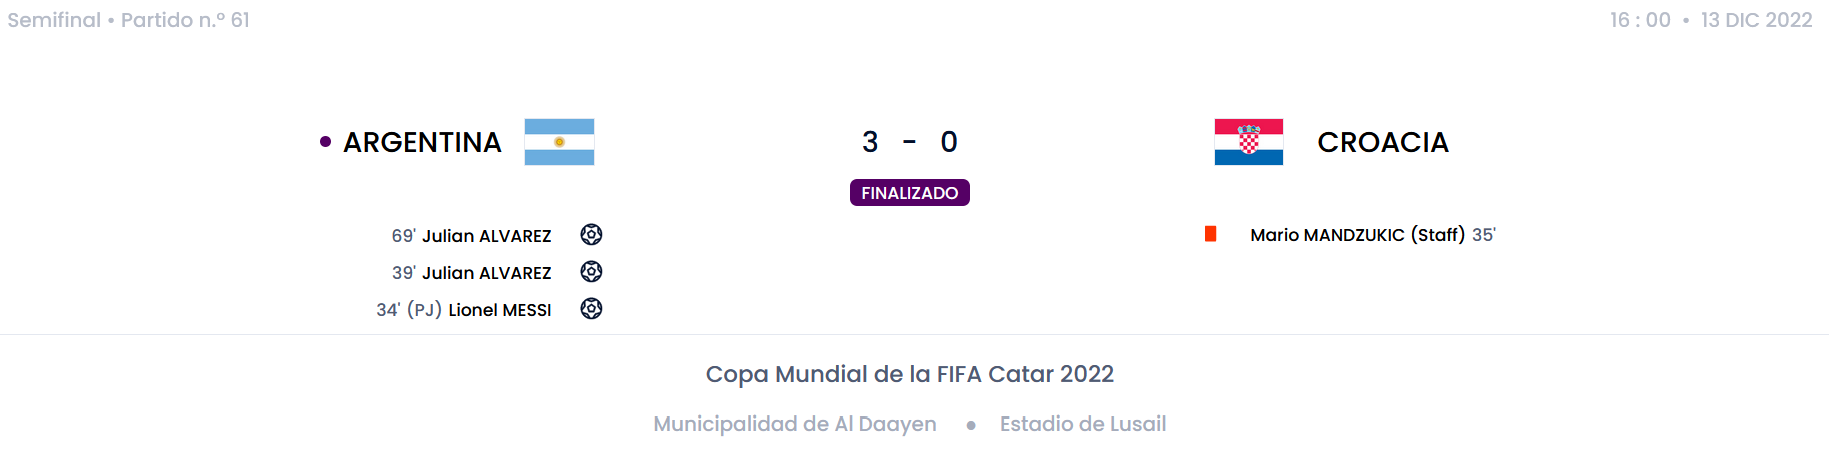 Semifinal • Partido n.º 61
16 : 00 • 13 DIC 2022
• ARGENTINA 3 - 0 CROACIA
FINALIZADO
69' Julian ALVAREZ
Mario MANDZUKIC (Staff) 35'
39' Julian ALVAREZ
34' (PJ) Lionel MESSI
Copa Mundial de la FIFA Catar 2022
Municipalidad de Al Daayen • Estadio de Lusail